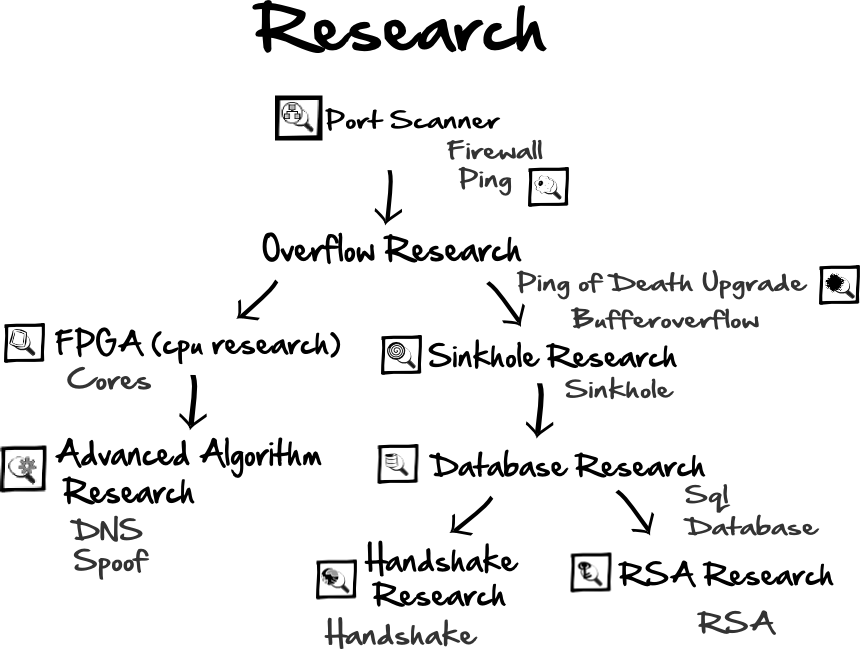 Research
Port Scanner
Firewall
Ping
Overflow Research
Ping of Death Upgrade
Bufferoverflow
FPGA (cpu research)
Cores
Sinkhole Research
Sinkhole
Advanced Algorithm
Research
DNS
Spoof
Database Research
Sql
Database
Handshake
Research
Handshake
RSA Research
RSA